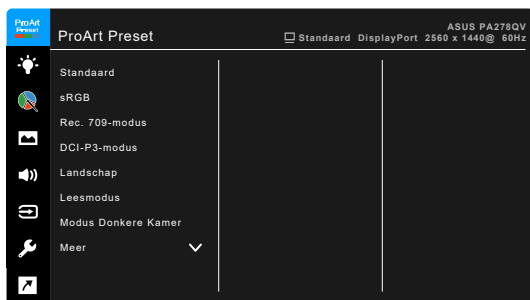 ProArt
Preset
ProArt Preset
ASUS PA278QV
Standaard DisplayPort 2560 x 1440@ 60Hz
Standaard
sRGB
Rec. 709-modus
DCI-P3-modus
Landschap
Leesmodus
Modus Donkere Kamer
Meer